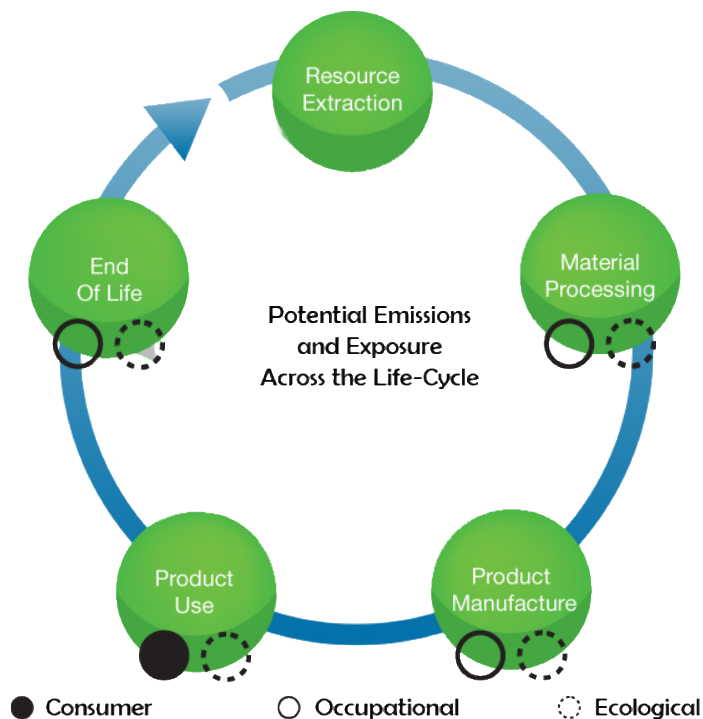 Resource
Extraction
Material
Processing
End
Of Life
Potential Emissions
and Exposure
Across the Life-Cycle
Product
Use
Product
Manufacture
Consumer
Occupational
Ecological